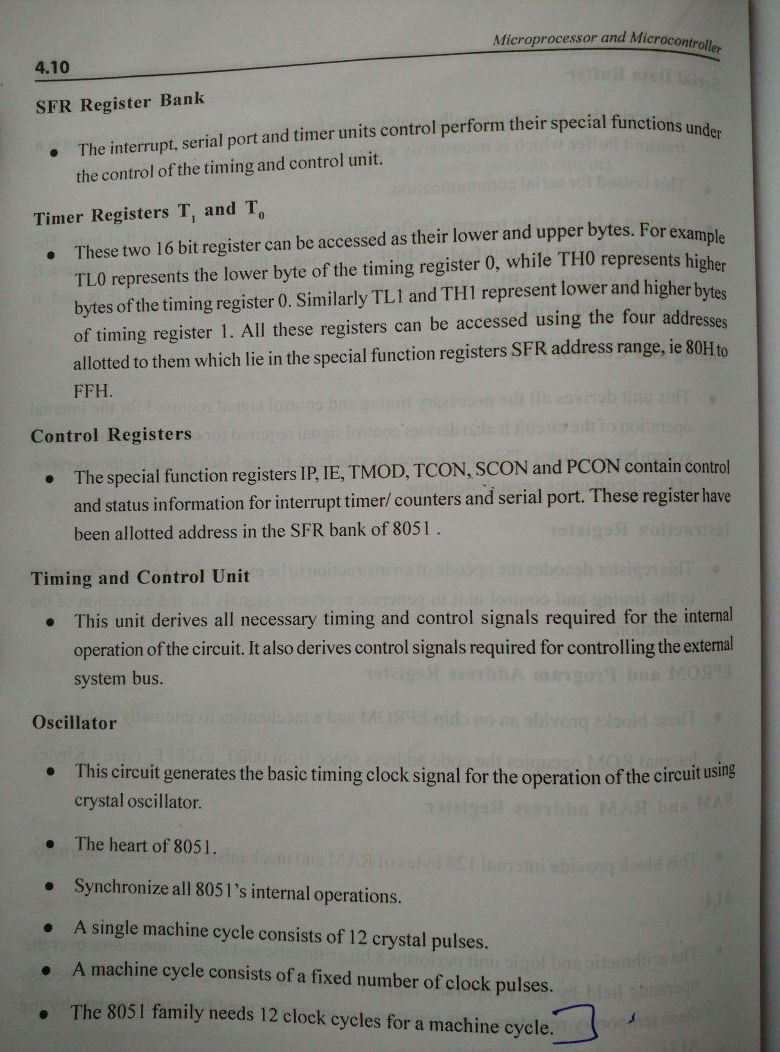 Microprocessor and Microcontroller
4.10
SFR Register Bank
• The interrupt, serial port and timer units control perform their special functions under
the control of the timing and control unit.
Timer Registers T₁ and T₀
• These two 16 bit register can be accessed as their lower and upper bytes. For example
TL0 represents the lower byte of the timing register 0, while TH0 represents higher
bytes of the timing register 0. Similarly TL1 and TH1 represent lower and higher bytes
of timing register 1. All these registers can be accessed using the four addresses
allotted to them which lie in the special function registers SFR address range, ie 80H to
FFH.
Control Registers
• The special function registers IP, IE, TMOD, TCON, SCON and PCON contain control
and status information for interrupt timer/ counters and serial port. These register have
been allotted address in the SFR bank of 8051 .
Timing and Control Unit
• This unit derives all necessary timing and control signals required for the internal
operation of the circuit. It also derives control signals required for controlling the external
system bus.
Oscillator
• This circuit generates the basic timing clock signal for the operation of the circuit using
crystal oscillator.
• The heart of 8051.
• Synchronize all 8051's internal operations.
• A single machine cycle consists of 12 crystal pulses.
• A machine cycle consists of a fixed number of clock pulses.
• The 8051 family needs 12 clock cycles for a machine cycle.